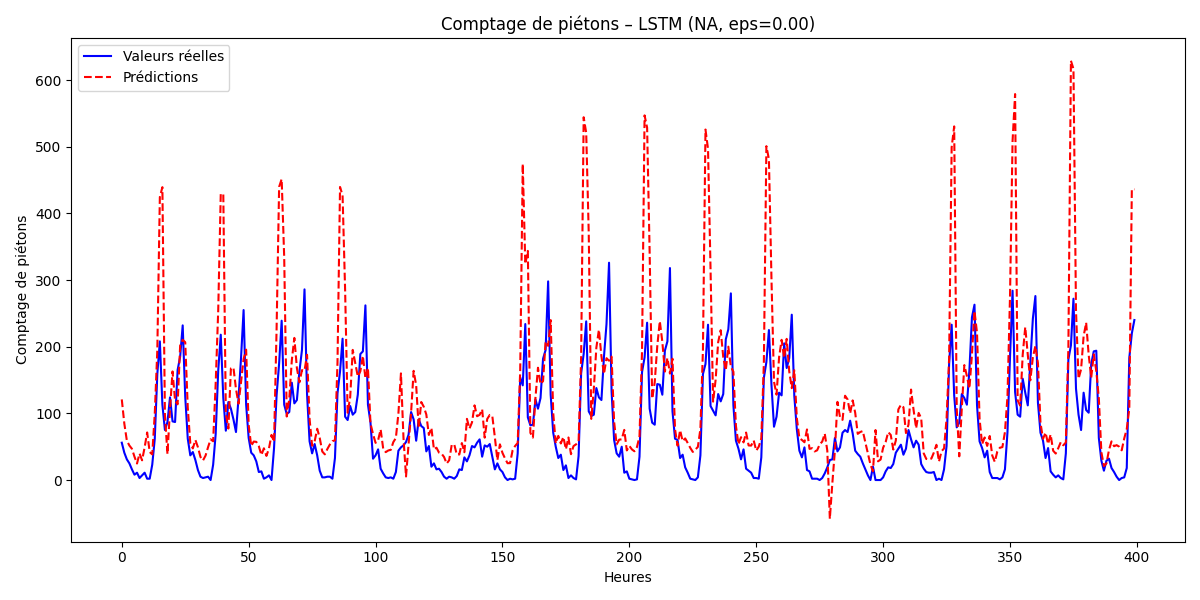 Comptage de piétons – LSTM (NA, eps=0.00)
Valeurs réelles
Prédictions
Comptage de piétons
600
500
400
300
200
100
0
0 50 100 150 200 250 300 350 400
Heures